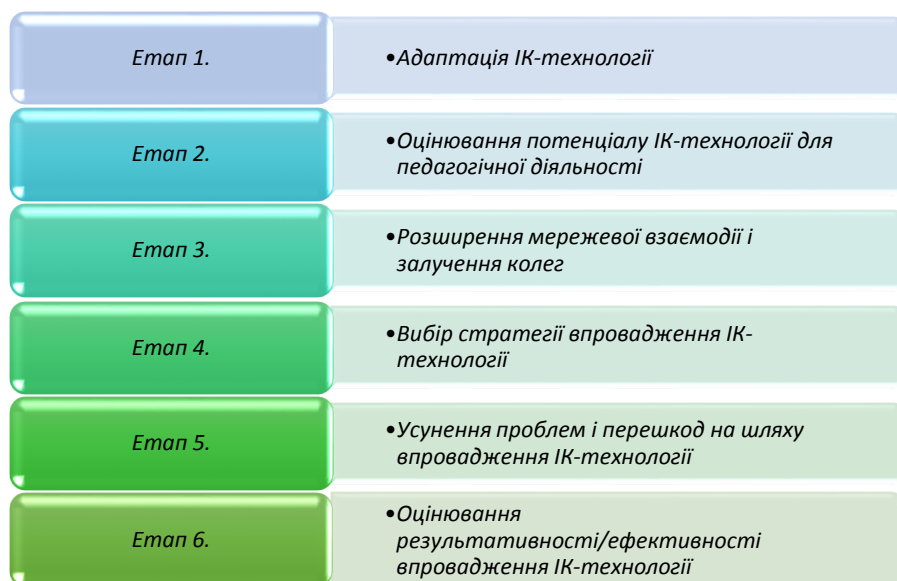 Етап 1.
•Адаптація ІК-технології
Етап 2.
•Оцінювання потенціалу ІК-технології для
педагогічної діяльності
Етап 3.
•Розширення мережевої взаємодії і
залучення колег
Етап 4.
•Вибір стратегії впровадження ІК-
технології
Етап 5.
•Усунення проблем і перешкод на шляху
впровадження ІК-технології
Етап 6.
•Оцінювання
результативності/ефективності
впровадження ІК-технології